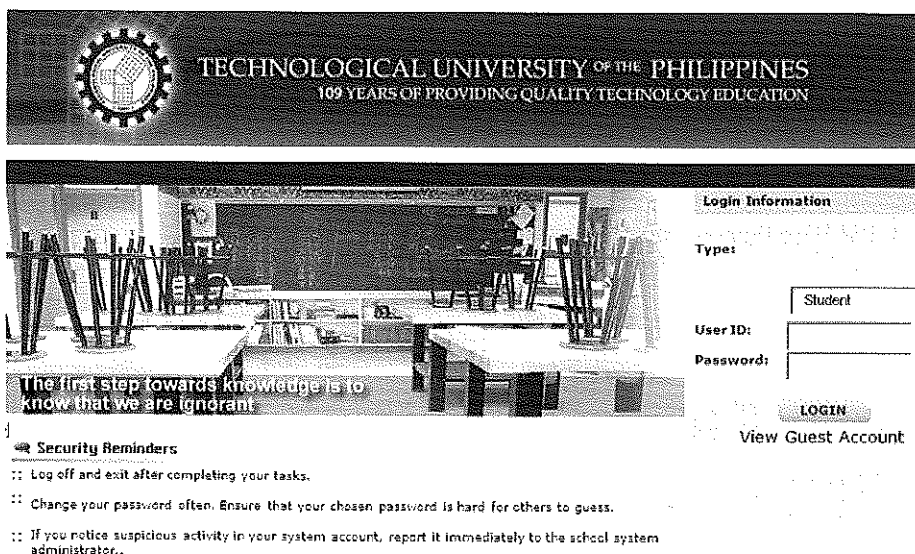 TECHNOLOGICAL UNIVERSITY OF THE PHILIPPINES
109 YEARS OF PROVIDING QUALITY TECHNOLOGY EDUCATION
The first step towards knowledge is to
know that we are ignorant
Login Information
Type:
Student
User ID:
Password:
LOGIN
View Guest Account
Security Reminders
:: Log off and exit after completing your tasks.
:: Change your password often. Ensure that your chosen password is hard for others to guess.
:: If you notice suspicious activity in your system account, report it immediately to the school system
administrator..